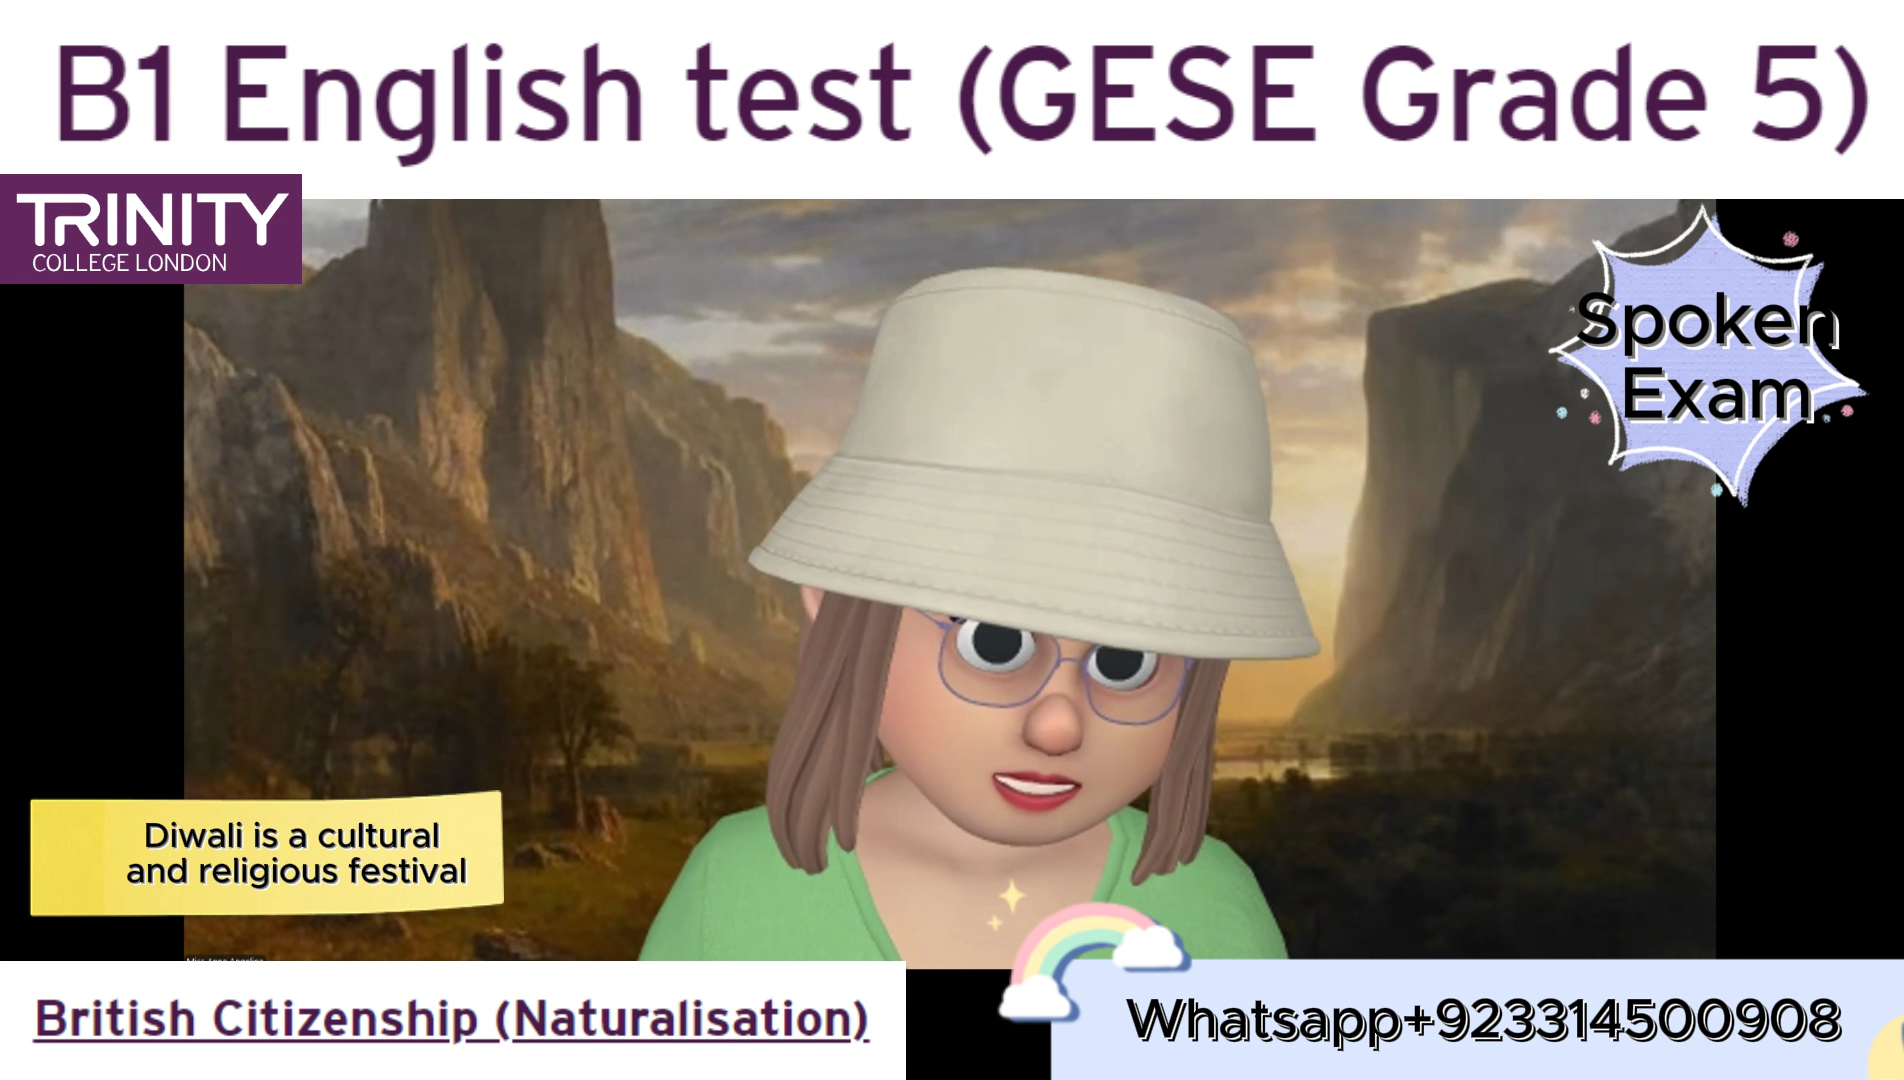 B1 English test (GESE Grade 5)
TRINITY
COLLEGE LONDON
Spoken
Exam
Diwali is a cultural
and religious festival
British Citizenship (Naturalisation)
Whatsapp+923314500908